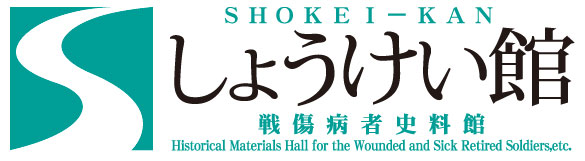 SHOKEI−KAN
しょうけい館
戦傷病者史料館
Historical Materials Hall for the Wounded and Sick Retired Soldiers,etc.